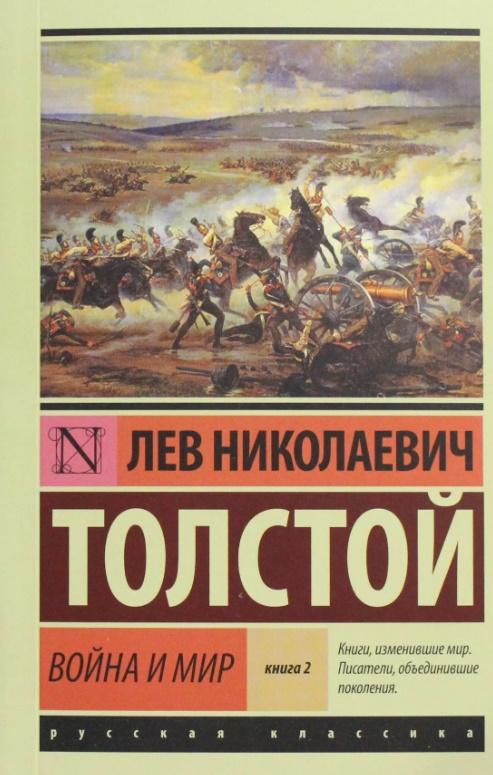 N
ЛЕВ НИКОЛАЕВИЧ
ТОЛСТОЙ
ВОЙНА И МИР
книга 2
Книги, изменившие мир.
Писатели, объединившие
поколения.
русская классика